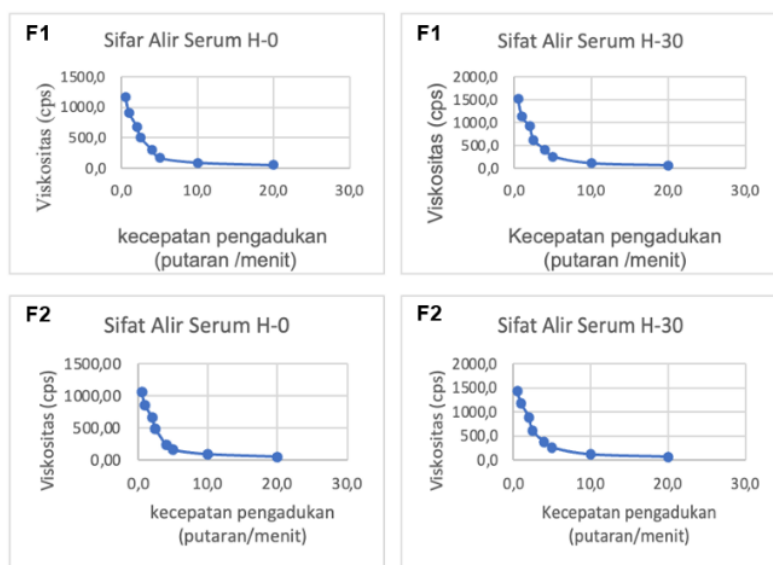 F1
Sifar Alir Serum H-0
1500,0
1000,0
500,0
0,0
0,0 10,0 20,0 30,0
Viskositas (cps)
kecepatan pengadukan
(putaran /menit)
F1
Sifat Alir Serum H-30
2000,0
1500,0
1000,0
500,0
0,0
0,0 10,0 20,0 30,0
Viskositas (cps)
Kecepatan pengadukan
(putaran /menit)
F2
Sifat Alir Serum H-0
1500,00
1000,00
500,00
0,00
0,0 10,0 20,0 30,0
Viskositas (cps)
kecepatan pengadukan
(putaran/menit)
F2
Sifat Alir Serum H-30
2000,0
1500,0
1000,0
500,0
0,0
0,0 10,0 20,0 30,0
Viskositas (cps)
Kecepatan pengadukan
(putaran/menit)